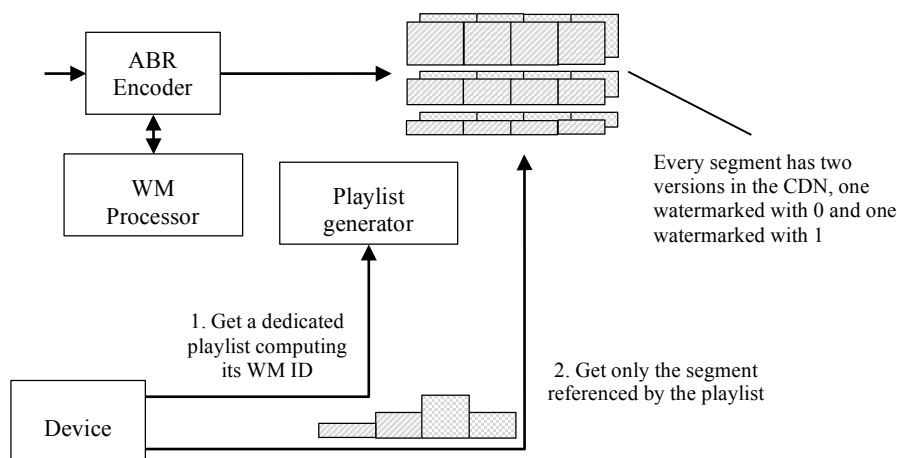 ABR
Encoder
WM
Processor
Playlist
generator
Every segment has two
versions in the CDN, one
watermarked with 0 and one
watermarked with 1
1. Get a dedicated
playlist computing
its WM ID
2. Get only the segment
referenced by the playlist
Device